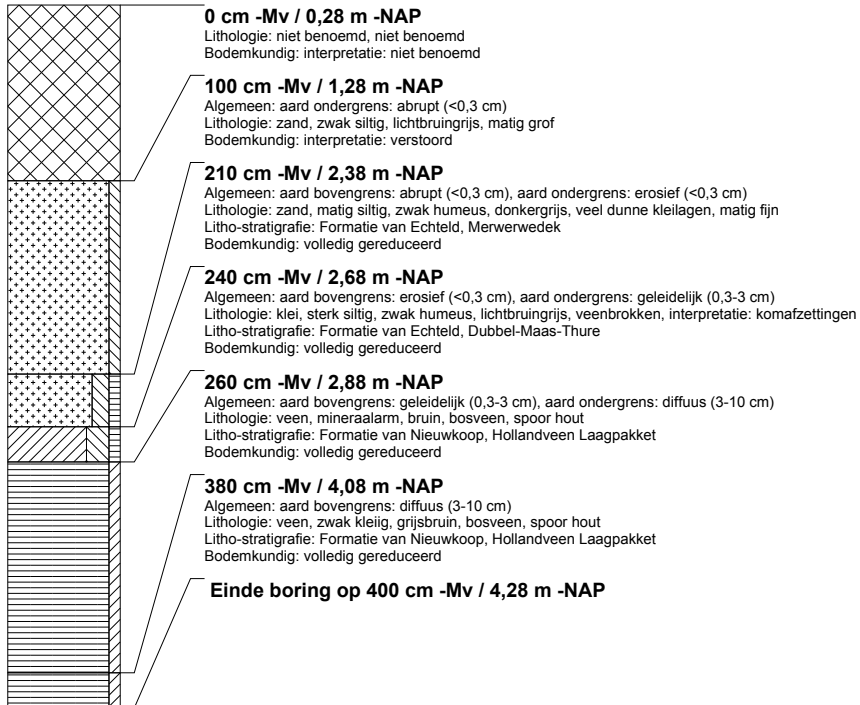 0 cm -Mv / 0,28 m -NAP
Lithologie: niet benoemd, niet benoemd
Bodemkundig: interpretatie: niet benoemd
100 cm -Mv / 1,28 m -NAP
Algemeen: aard ondergrens: abrupt (<0,3 cm)
Lithologie: zand, zwak siltig, lichtbruingrijs, matig grof
Bodemkundig: interpretatie: verstoord
210 cm -Mv / 2,38 m -NAP
Algemeen: aard bovengrens: abrupt (<0,3 cm), aard ondergrens: erosief (<0,3 cm)
Lithologie: zand, matig siltig, zwak humeus, donkergrijs, veel dunne kleilagen, matig fijn
Litho-stratigrafie: Formatie van Echteld, Merwerwedek
Bodemkundig: volledig gereduceerd
240 cm -Mv / 2,68 m -NAP
Algemeen: aard bovengrens: erosief (<0,3 cm), aard ondergrens: geleidelijk (0,3-3 cm)
Lithologie: klei, sterk siltig, zwak humeus, lichtbruingrijs, veenbrokken, interpretatie: komafzettingen
Litho-stratigrafie: Formatie van Echteld, Dubbel-Maas-Thure
Bodemkundig: volledig gereduceerd
260 cm -Mv / 2,88 m -NAP
Algemeen: aard bovengrens: geleidelijk (0,3-3 cm), aard ondergrens: diffuus (3-10 cm)
Lithologie: veen, mineraalarm, bruin, bosveen, spoor hout
Litho-stratigrafie: Formatie van Nieuwkoop, Hollandveen Laagpakket
Bodemkundig: volledig gereduceerd
380 cm -Mv / 4,08 m -NAP
Algemeen: aard bovengrens: diffuus (3-10 cm)
Lithologie: veen, zwak kleiig, grijsbruin, bosveen, spoor hout
Litho-stratigrafie: Formatie van Nieuwkoop, Hollandveen Laagpakket
Bodemkundig: volledig gereduceerd
Einde boring op 400 cm -Mv / 4,28 m -NAP